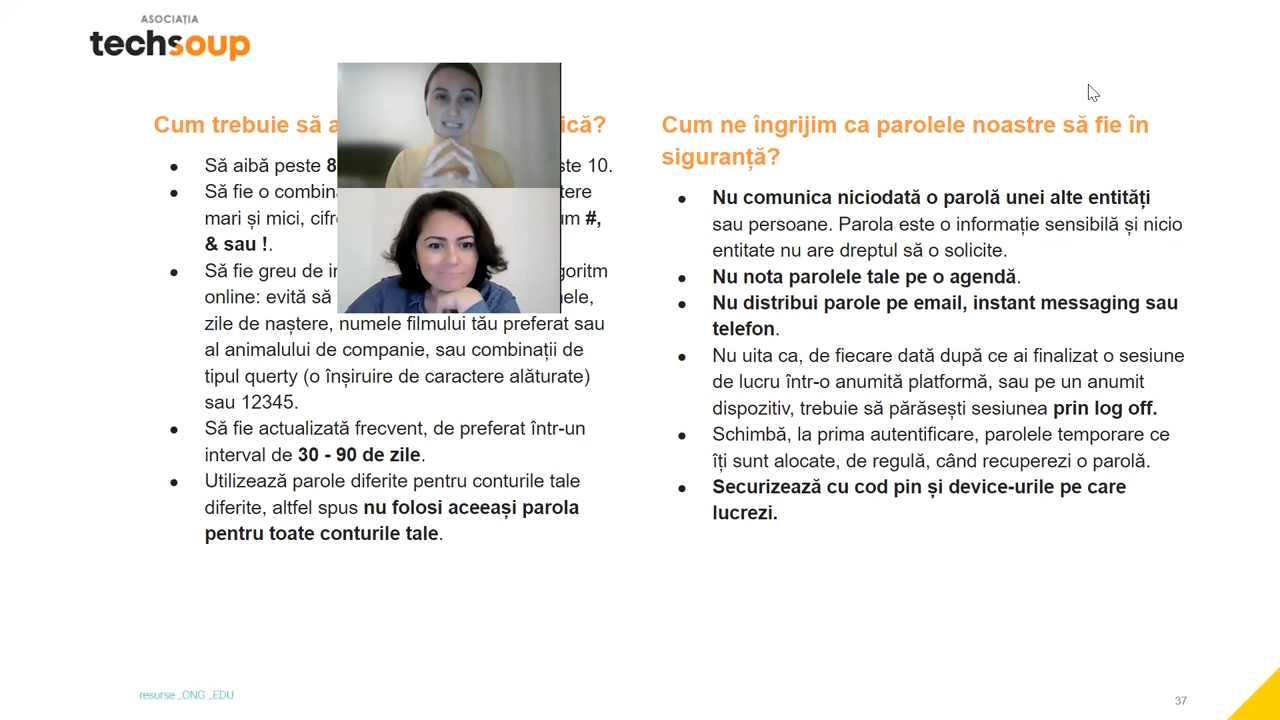 ASOCIAȚIA
techsoup
Cum trebuie să ică?
Să aibă peste 8 10.
Să fie o
mari și mici, #,
& sau !.
Să fie greu de
online: evită să
zile de naștere, numele filmului tău preferat sau
al animalului de companie, sau combinații de
tipul querty (o înșiruire de caractere alăturate)
sau 12345.
Să fie actualizată frecvent, de preferat într-un
interval de 30 - 90 de zile.
Utilizează parole diferite pentru conturile tale
diferite, altfel spus nu folosi aceeași parola
pentru toate conturile tale.
Cum ne îngrijim ca parolele noastre să fie în
siguranță?
Nu comunica niciodată o parolă unei alte entități
sau persoane. Parola este o informație sensibilă și nicio
entitate nu are dreptul să o solicite.
Nu nota parolele tale pe o agendă.
Nu distribui parole pe email, instant messaging sau
telefon.
Nu uita ca, de fiecare dată după ce ai finalizat o sesiune
de lucru într-o anumită platformă, sau pe un anumit
dispozitiv, trebuie să părăsești sesiunea prin log off.
Schimbă, la prima autentificare, parolele temporare ce
îți sunt alocate, de regulă, când recuperezi o parolă.
Securizează cu cod pin și device-urile pe care
lucrezi.
resurse_ONG_EDU
37